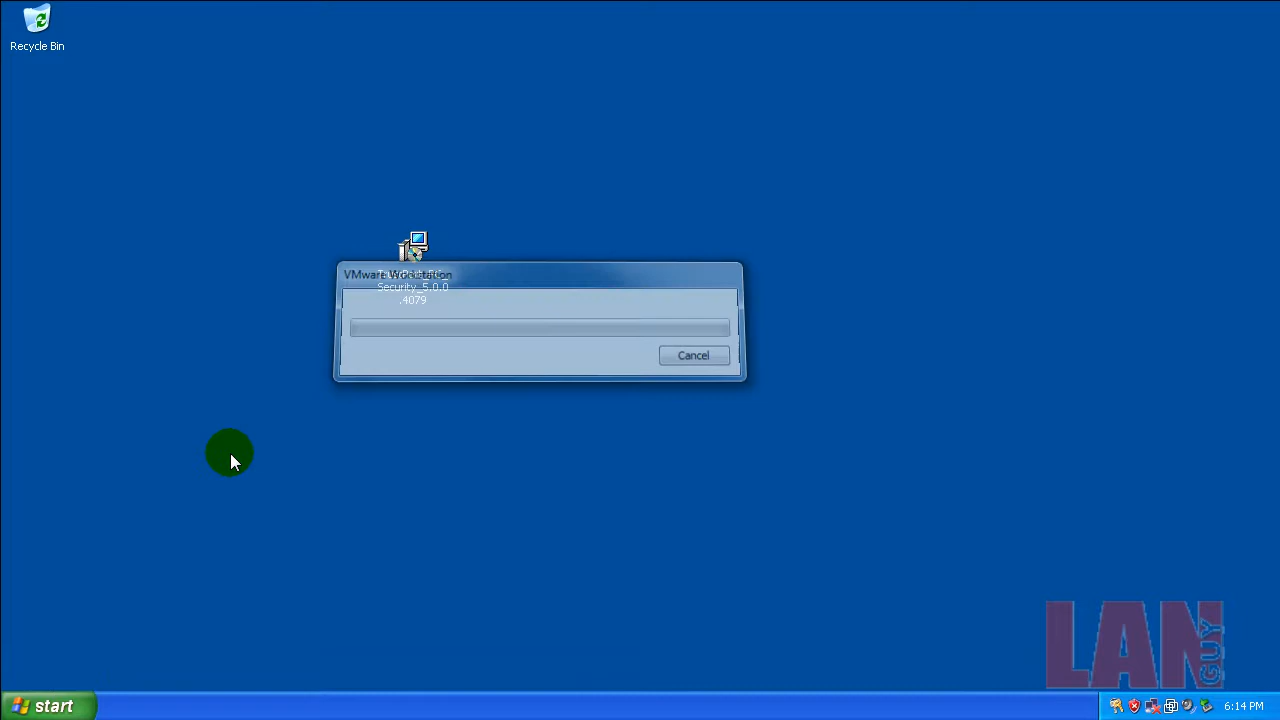 Recycle Bin
VMware Workstation
Security_5.0.0
.4079
Cancel
LAN
GUY
start
6:14 PM